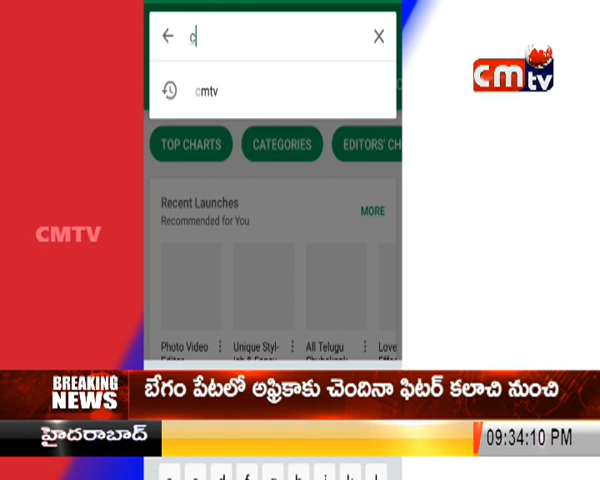 c
cmtv
cmtv
TOP CHARTS
CATEGORIES
EDITORS' CH
Recent Launches
Recommended for You
MORE
CMTV
Photo Video
Unique Styl-
All Telugu
Love
BREAKING NEWS
బేగం పేటలో అఫ్రికాకు చెందినా ఫిటర్ కలాచి నుంచి
హైదరాబాద్
09:34:10 PM